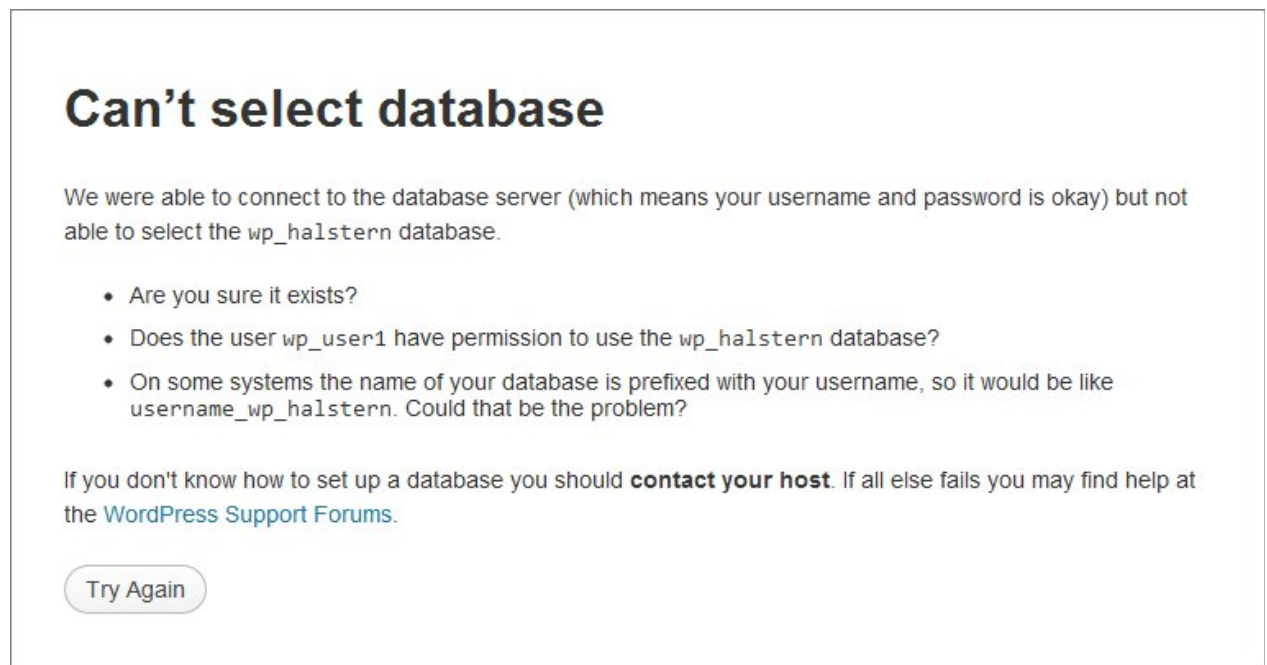 Can’t select database
We were able to connect to the database server (which means your username and password is okay) but not
able to select the wp_halstern database.
• Are you sure it exists?
• Does the user wp_user1 have permission to use the wp_halstern database?
• On some systems the name of your database is prefixed with your username, so it would be like
username_wp_halstern. Could that be the problem?
If you don't know how to set up a database you should contact your host. If all else fails you may find help at
the WordPress Support Forums.
Try Again